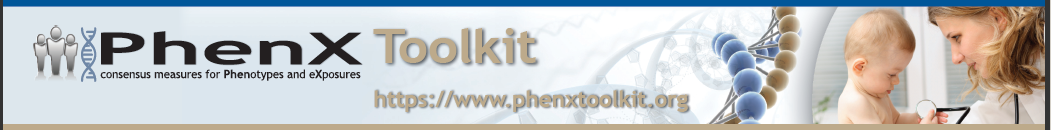 PhenX Toolkit
consensus measures for Phenotypes and eXposures
https://www.phenxtoolkit.org